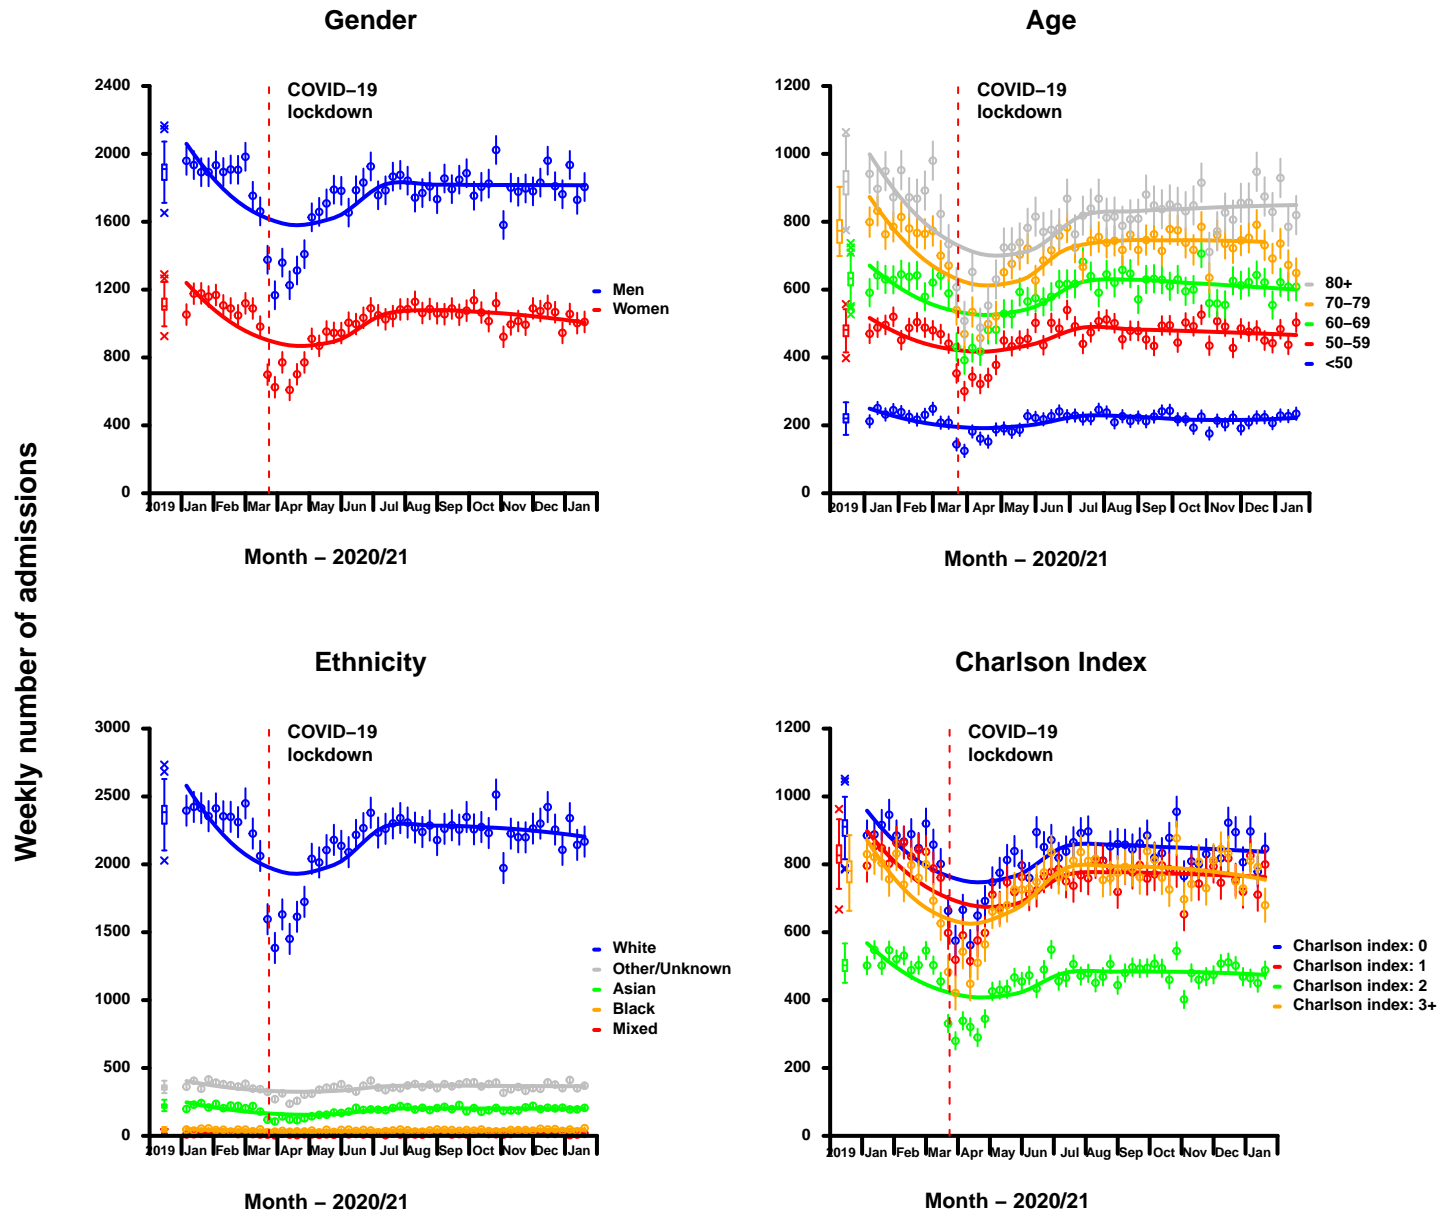 Gender
Age
Weekly number of admissions
2400
2000
1600
1200
800
400
0
COVID−19
lockdown
Men
Women
2019 Jan Feb Mar Apr May Jun Jul Aug Sep Oct Nov Dec Jan
Month − 2020/21
1200
1000
800
600
400
200
0
COVID−19
lockdown
80+
70−79
60−69
50−59
<50
2019 Jan Feb Mar Apr May Jun Jul Aug Sep Oct Nov Dec Jan
Month − 2020/21
Ethnicity
Charlson Index
3000
2500
2000
1500
1000
500
0
COVID−19
lockdown
White
Other/Unknown
Asian
Black
Mixed
2019 Jan Feb Mar Apr May Jun Jul Aug Sep Oct Nov Dec Jan
Month − 2020/21
1200
1000
800
600
400
200
0
COVID−19
lockdown
Charlson index: 0
Charlson index: 1
Charlson index: 2
Charlson index: 3+
2019 Jan Feb Mar Apr May Jun Jul Aug Sep Oct Nov Dec Jan
Month − 2020/21